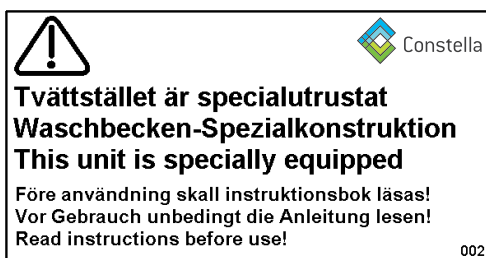 Constella
Tvättstället är specialutrustat
Waschbecken-Spezialkonstruktion
This unit is specially equipped
Före användning skall instruktionsbok läsas!
Vor Gebrauch unbedingt die Anleitung lesen!
Read instructions before use!
002